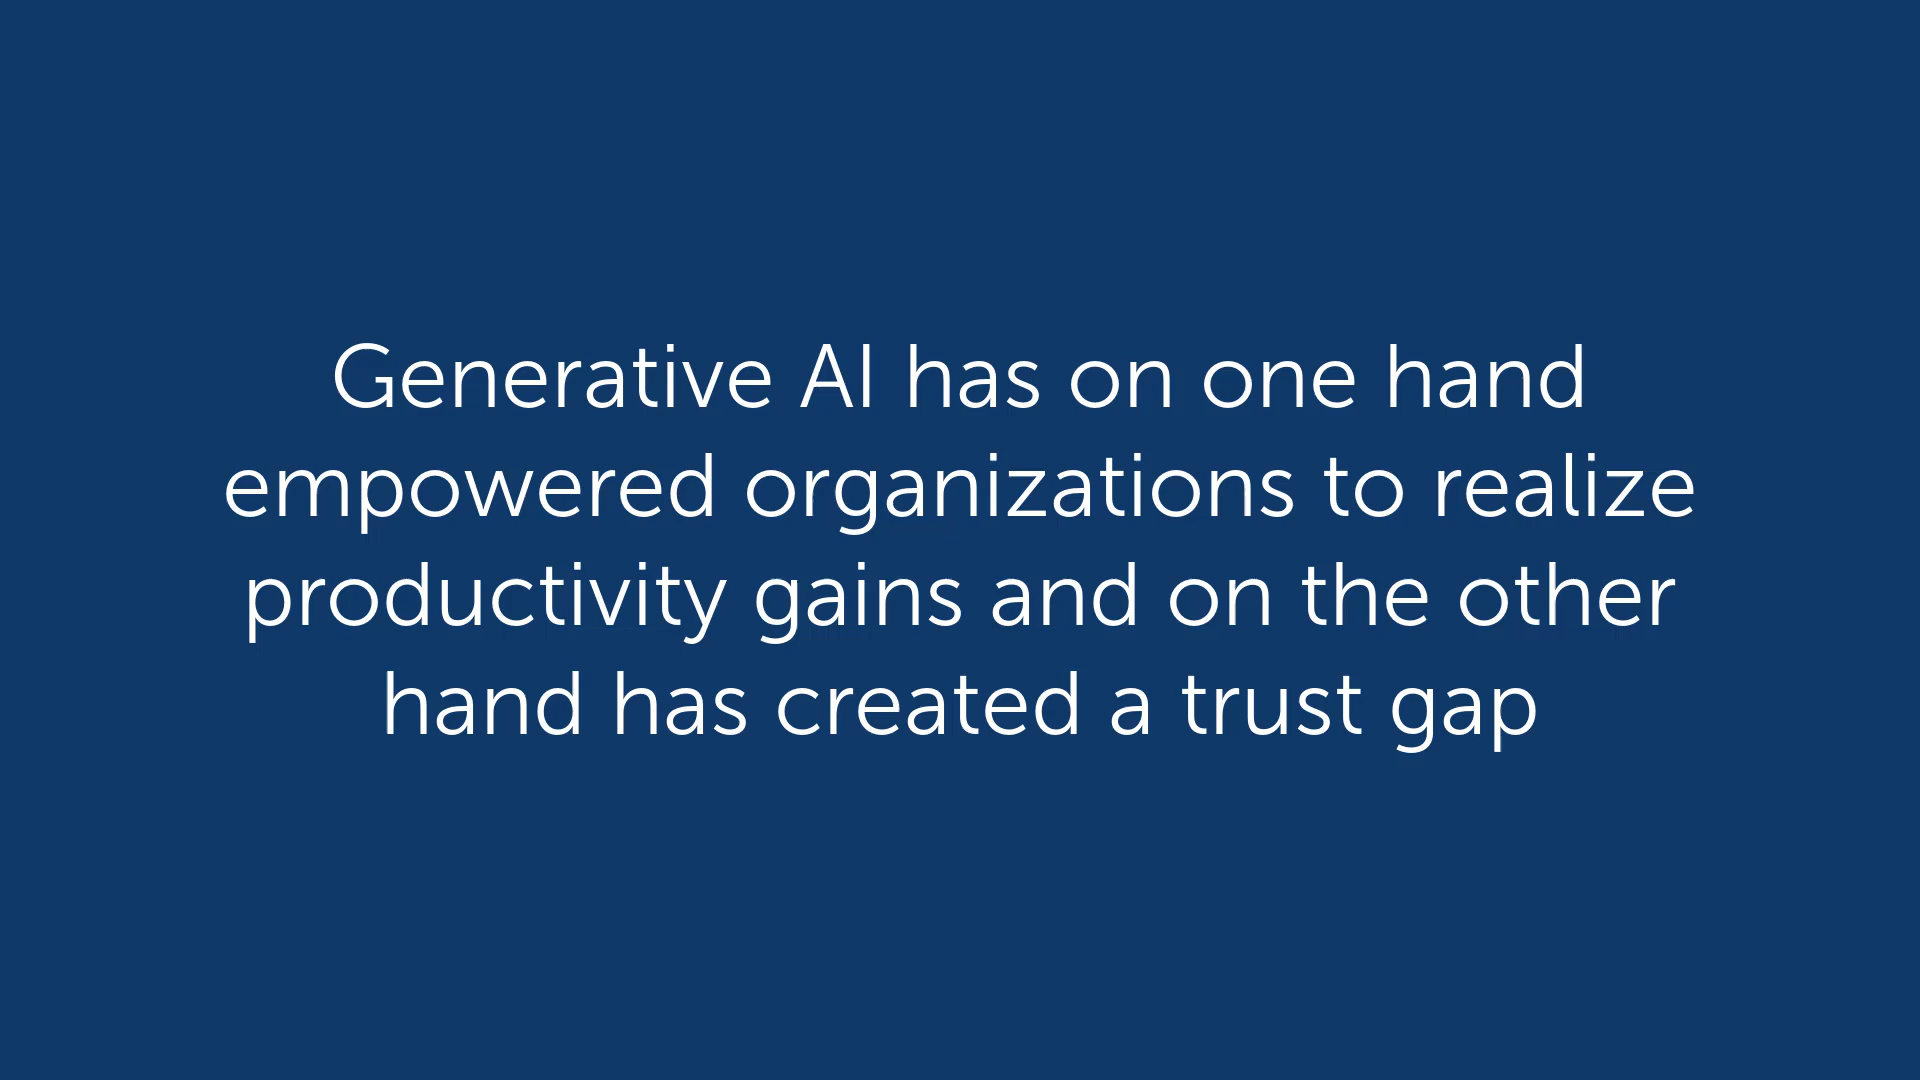 Generative AI has on one hand
empowered organizations to realize
productivity gains and on the other
hand has created a trust gap